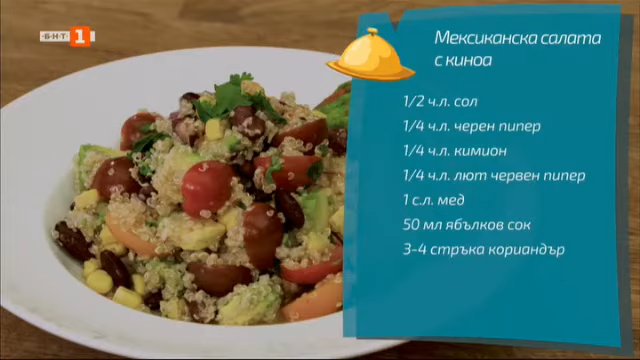 БНТ 1
Мексиканска салата
с киноа
1/2 ч.л. сол
1/4 ч.л. черен пипер
1/4 ч.л. кимион
1/4 ч.л. лют червен пипер
1 с.л. мед
50 мл ябълков сок
3-4 стръка кориандър